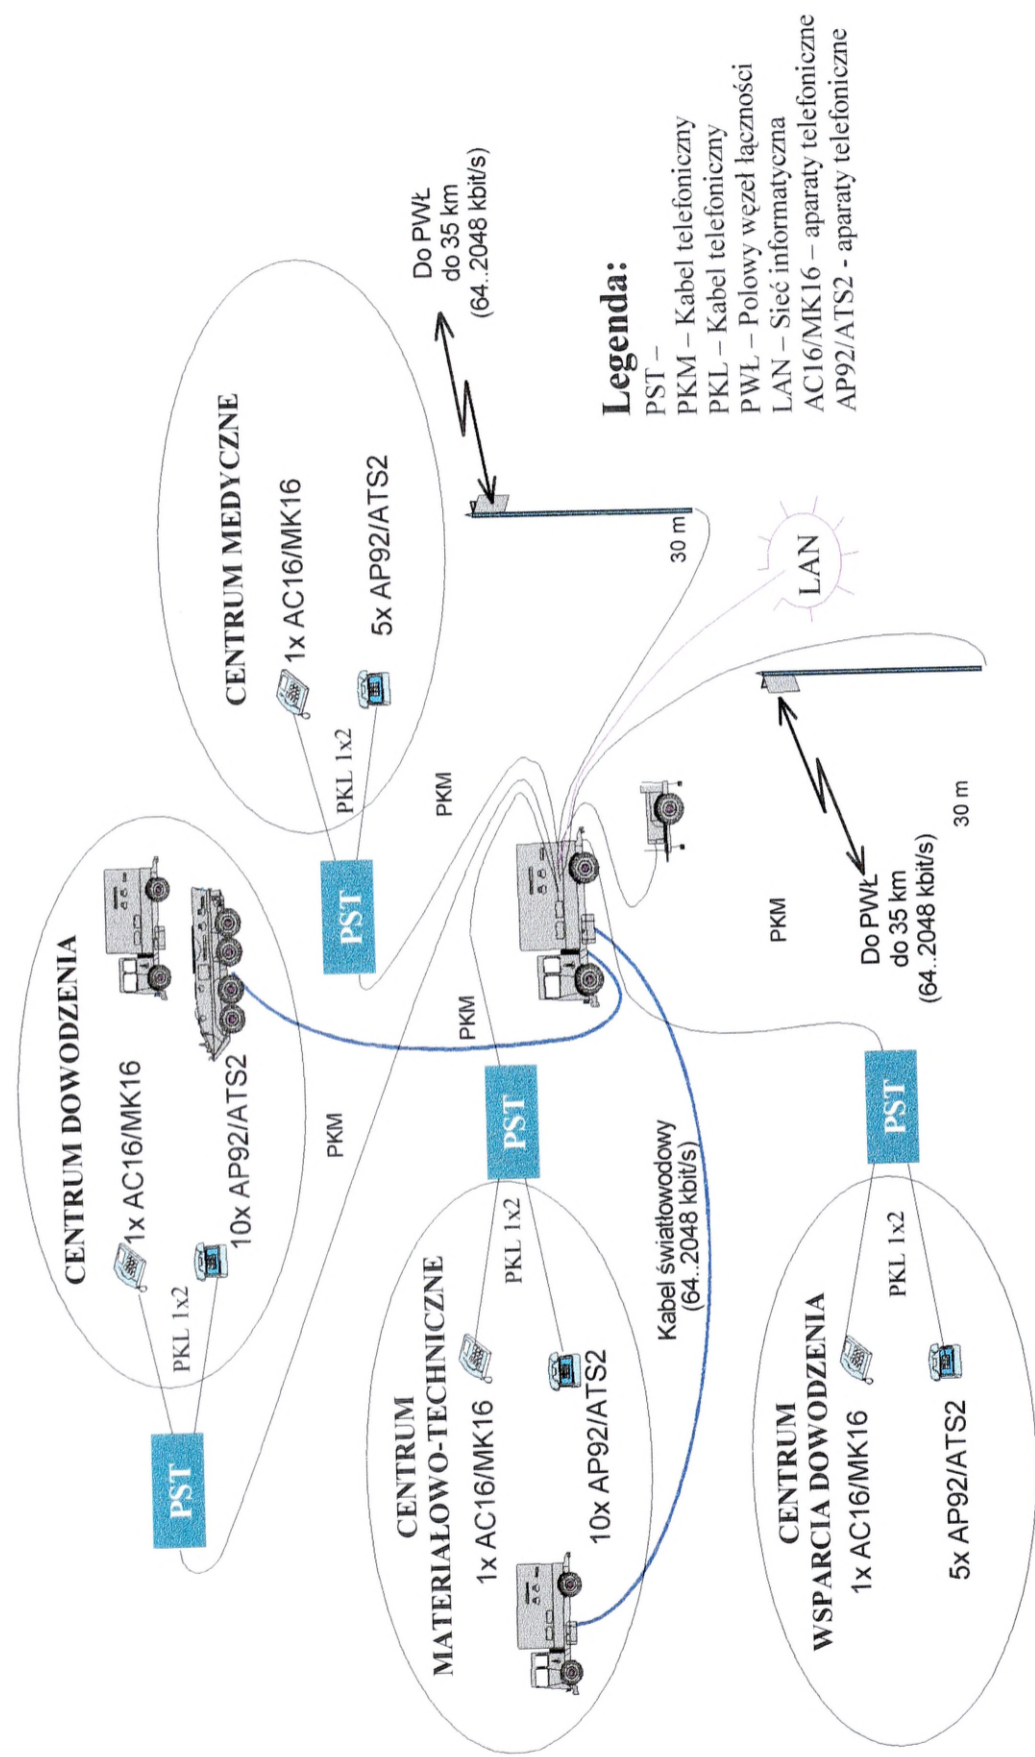 CENTRUM DOWODZENIA
1x AC16/MK16
PKL 1x2
10x AP92/ATS2
PST
PKM
CENTRUM MEDYCZNE
1x AC16/MK16
PKL 1x2
5x AP92/ATS2
PST
PKM
Do PWŁ
do 35 km
(64..2048 kbit/s)
30 m
CENTRUM
MATERIAŁOWO-TECHNICZNE
1x AC16/MK16
PKL 1x2
10x AP92/ATS2
PST
PKM
Kabel światłowodowy
(64..2048 kbit/s)
LAN
CENTRUM
WSPARCIA DOWODZENIA
1x AC16/MK16
PKL 1x2
5x AP92/ATS2
PST
PKM
Do PWŁ
do 35 km
(64..2048 kbit/s)
30 m
Legenda:
PST –
PKM – Kabel telefoniczny
PKL – Kabel telefoniczny
PWŁ – Polowy węzeł łączności
LAN – Sieć informatyczna
AC16/MK16 – aparaty telefoniczne
AP92/ATS2 - aparaty telefoniczne